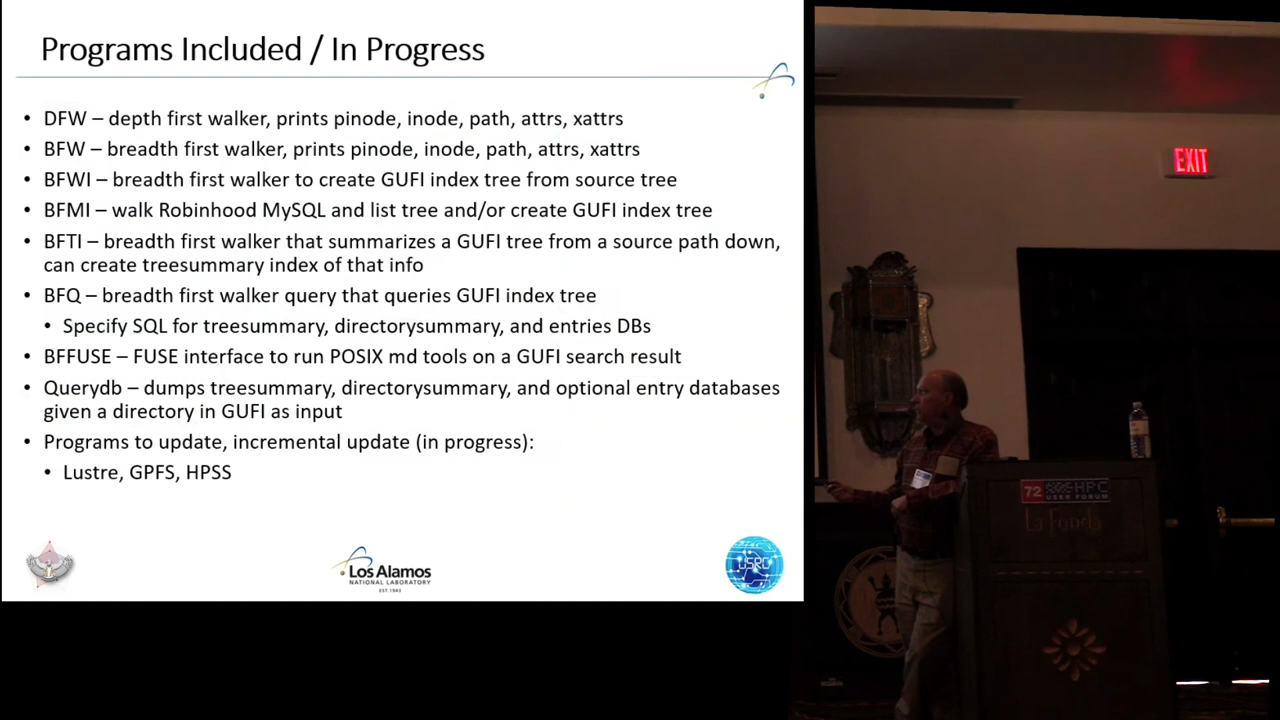 Programs Included / In Progress
• DFW – depth first walker, prints pinode, inode, path, attrs, xattrs
• BFW – breadth first walker, prints pinode, inode, path, attrs, xattrs
• BFWI – breadth first walker to create GUFI index tree from source tree
• BFMI – walk Robinhood MySQL and list tree and/or create GUFI index tree
• BFTI – breadth first walker that summarizes a GUFI tree from a source path down,
can create treesummary index of that info
• BFQ – breadth first walker query that queries GUFI index tree
• Specify SQL for treesummary, directorysummary, and entries DBs
• BFFUSE – FUSE interface to run POSIX md tools on a GUFI search result
• Querydb – dumps treesummary, directorysummary, and optional entry databases
given a directory in GUFI as input
• Programs to update, incremental update (in progress):
• Lustre, GPFS, HPSS
Los Alamos
NATIONAL LABORATORY
EST.1943
USRC
EXIT
72 HPC
USER FORUM
La Fonda